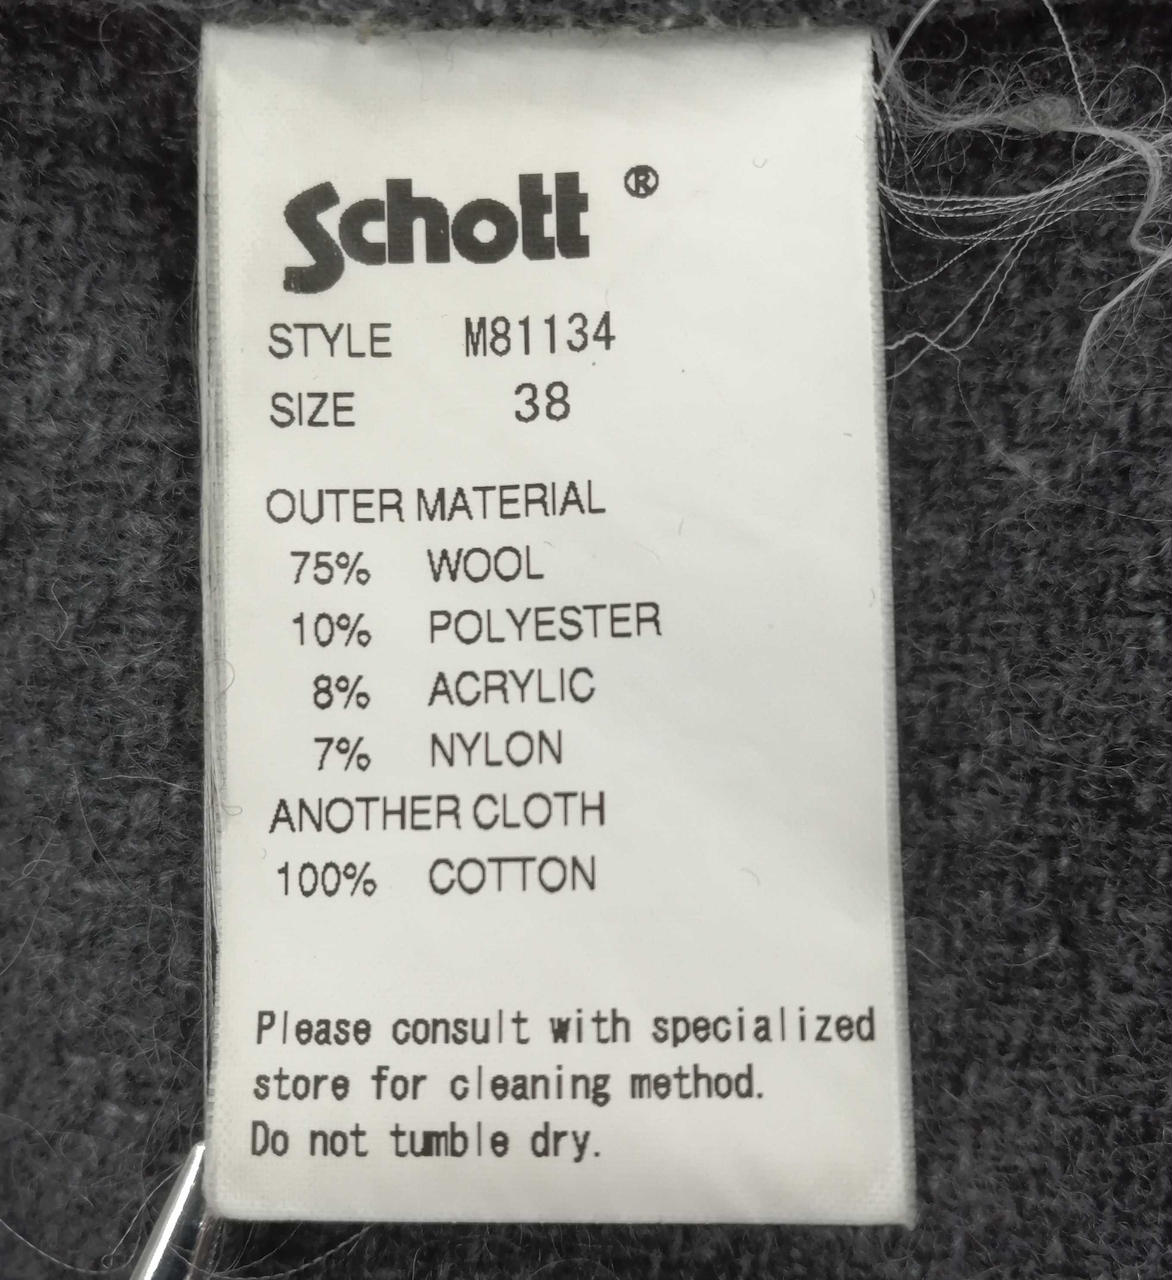 Schott ®
STYLE M81134
SIZE 38
OUTER MATERIAL
75% WOOL
10% POLYESTER
8% ACRYLIC
7% NYLON
ANOTHER CLOTH
100% COTTON
Please consult with specialized
store for cleaning method.
Do not tumble dry.